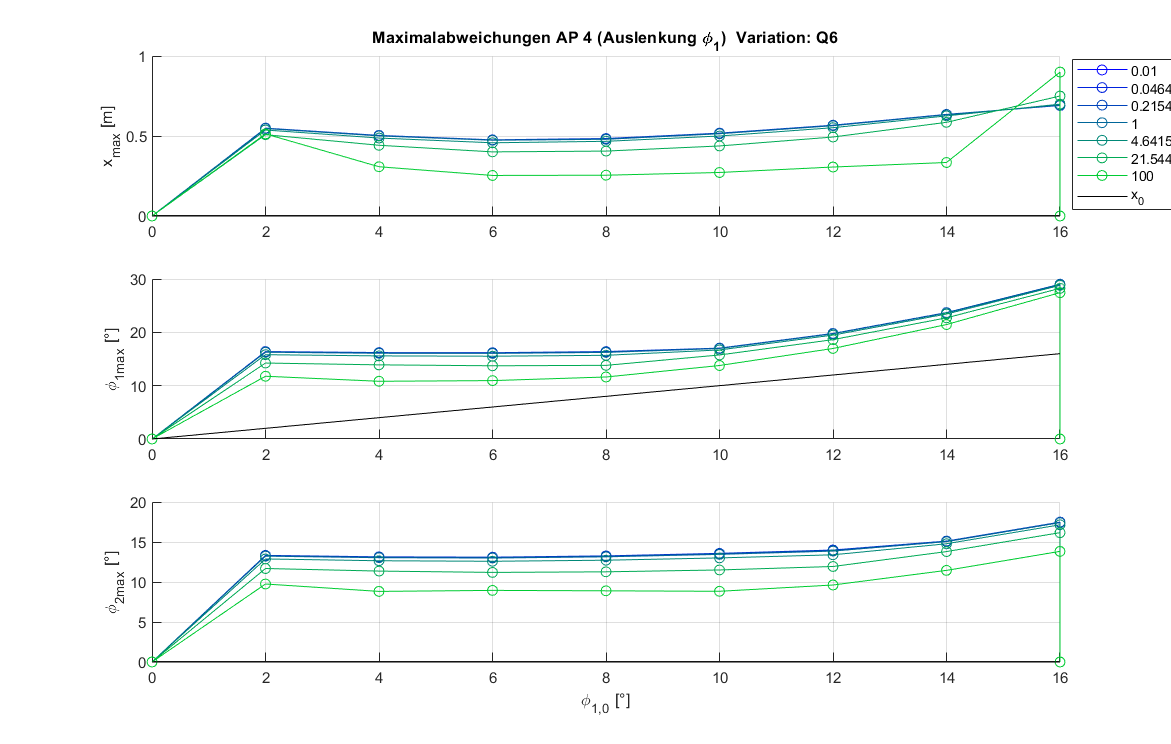 Maximalabweichungen AP 4 (Auslenkung ϕ1) Variation: Q6
1
0.5
0
xmax [m]
0 2 4 6 8 10 12 14 16
0.01
0.0464
0.2154
1
4.6415
21.544
100
x0
30
20
10
0
ϕ1max [°]
0 2 4 6 8 10 12 14 16
20
15
10
5
0
ϕ2max [°]
0 2 4 6 8 10 12 14 16
ϕ1,0 [°]